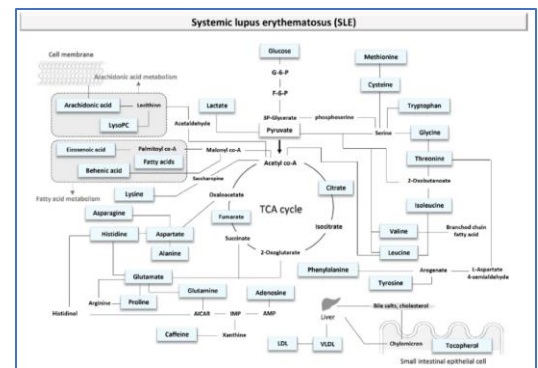 Systemic lupus erythematosus (SLE)
Cell membrane
Arachidonic acid metabolism
Arachidonic acid
Lecithion
LysoPC
Acetaldehyde
Lactate
Glucose
G-6-P
F-6-P
3P-Glycerate
phosphoserine
Serine
Pyruvate
Methionine
Cysteine
Tryptophan
Glycine
Threonine
2-Oxobutanoate
Isoleucine
Eicosenoic acid
Palmitoyl co-A
Malonyl co-A
Fatty acids
Behenic acid
Fatty acid metabolism
Acetyl co-A
Saccharopine
Lysine
Oxaloacetate
Citrate
Fumarate
TCA cycle
Isocitrate
Succinate
2-Oxoglutarate
Asparagine
Histidine
Aspartate
Alanine
Valine
Leucine
Branched chain
fatty acid
Phenylalanine
Arogenate
L-Aspartate
4-semialdehyde
Tyrosine
Glutamate
Glutamine
Adenosine
Arginine
Proline
Histidinol
AICAR
IMP
AMP
Caffeine
Xanthine
Liver
Bile salts, cholesterol
LDL
VLDL
Chylomicron
Tocopherol
Small intestinal epithelial cell